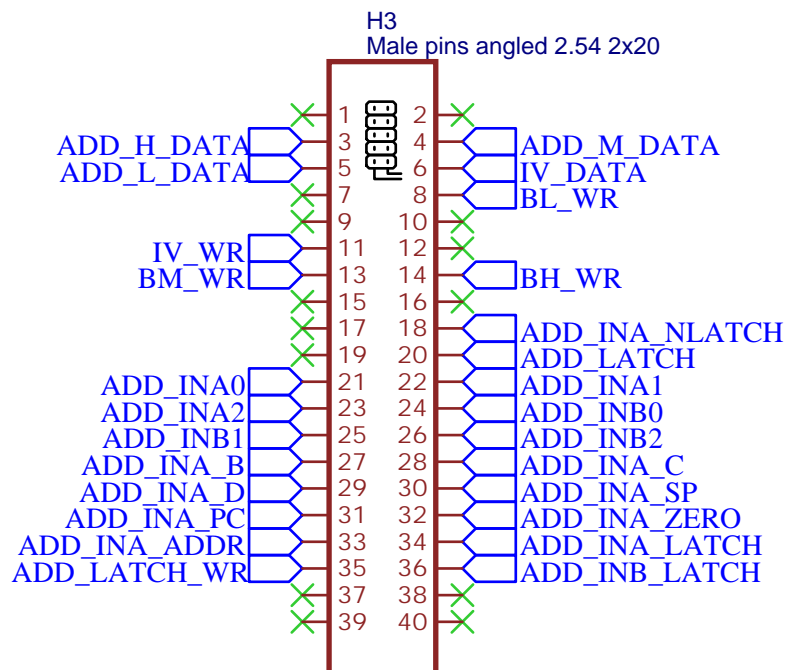 H3
Male pins angled 2.54 2x20
1 2
ADD_H_DATA 3 4 ADD_M_DATA
ADD_L_DATA 5 6 IV_DATA
7 8 BL_WR
9 10
IV_WR 11 12
BM_WR 13 14 BH_WR
15 16
17 18 ADD_INA_NLATCH
19 20 ADD_LATCH
ADD_INA0 21 22 ADD_INA1
ADD_INA2 23 24 ADD_INB0
ADD_INB1 25 26 ADD_INB2
ADD_INA_B 27 28 ADD_INA_C
ADD_INA_D 29 30 ADD_INA_SP
ADD_INA_PC 31 32 ADD_INA_ZERO
ADD_INA_ADDR 33 34 ADD_INA_LATCH
ADD_LATCH_WR 35 36 ADD_INB_LATCH
37 38
39 40